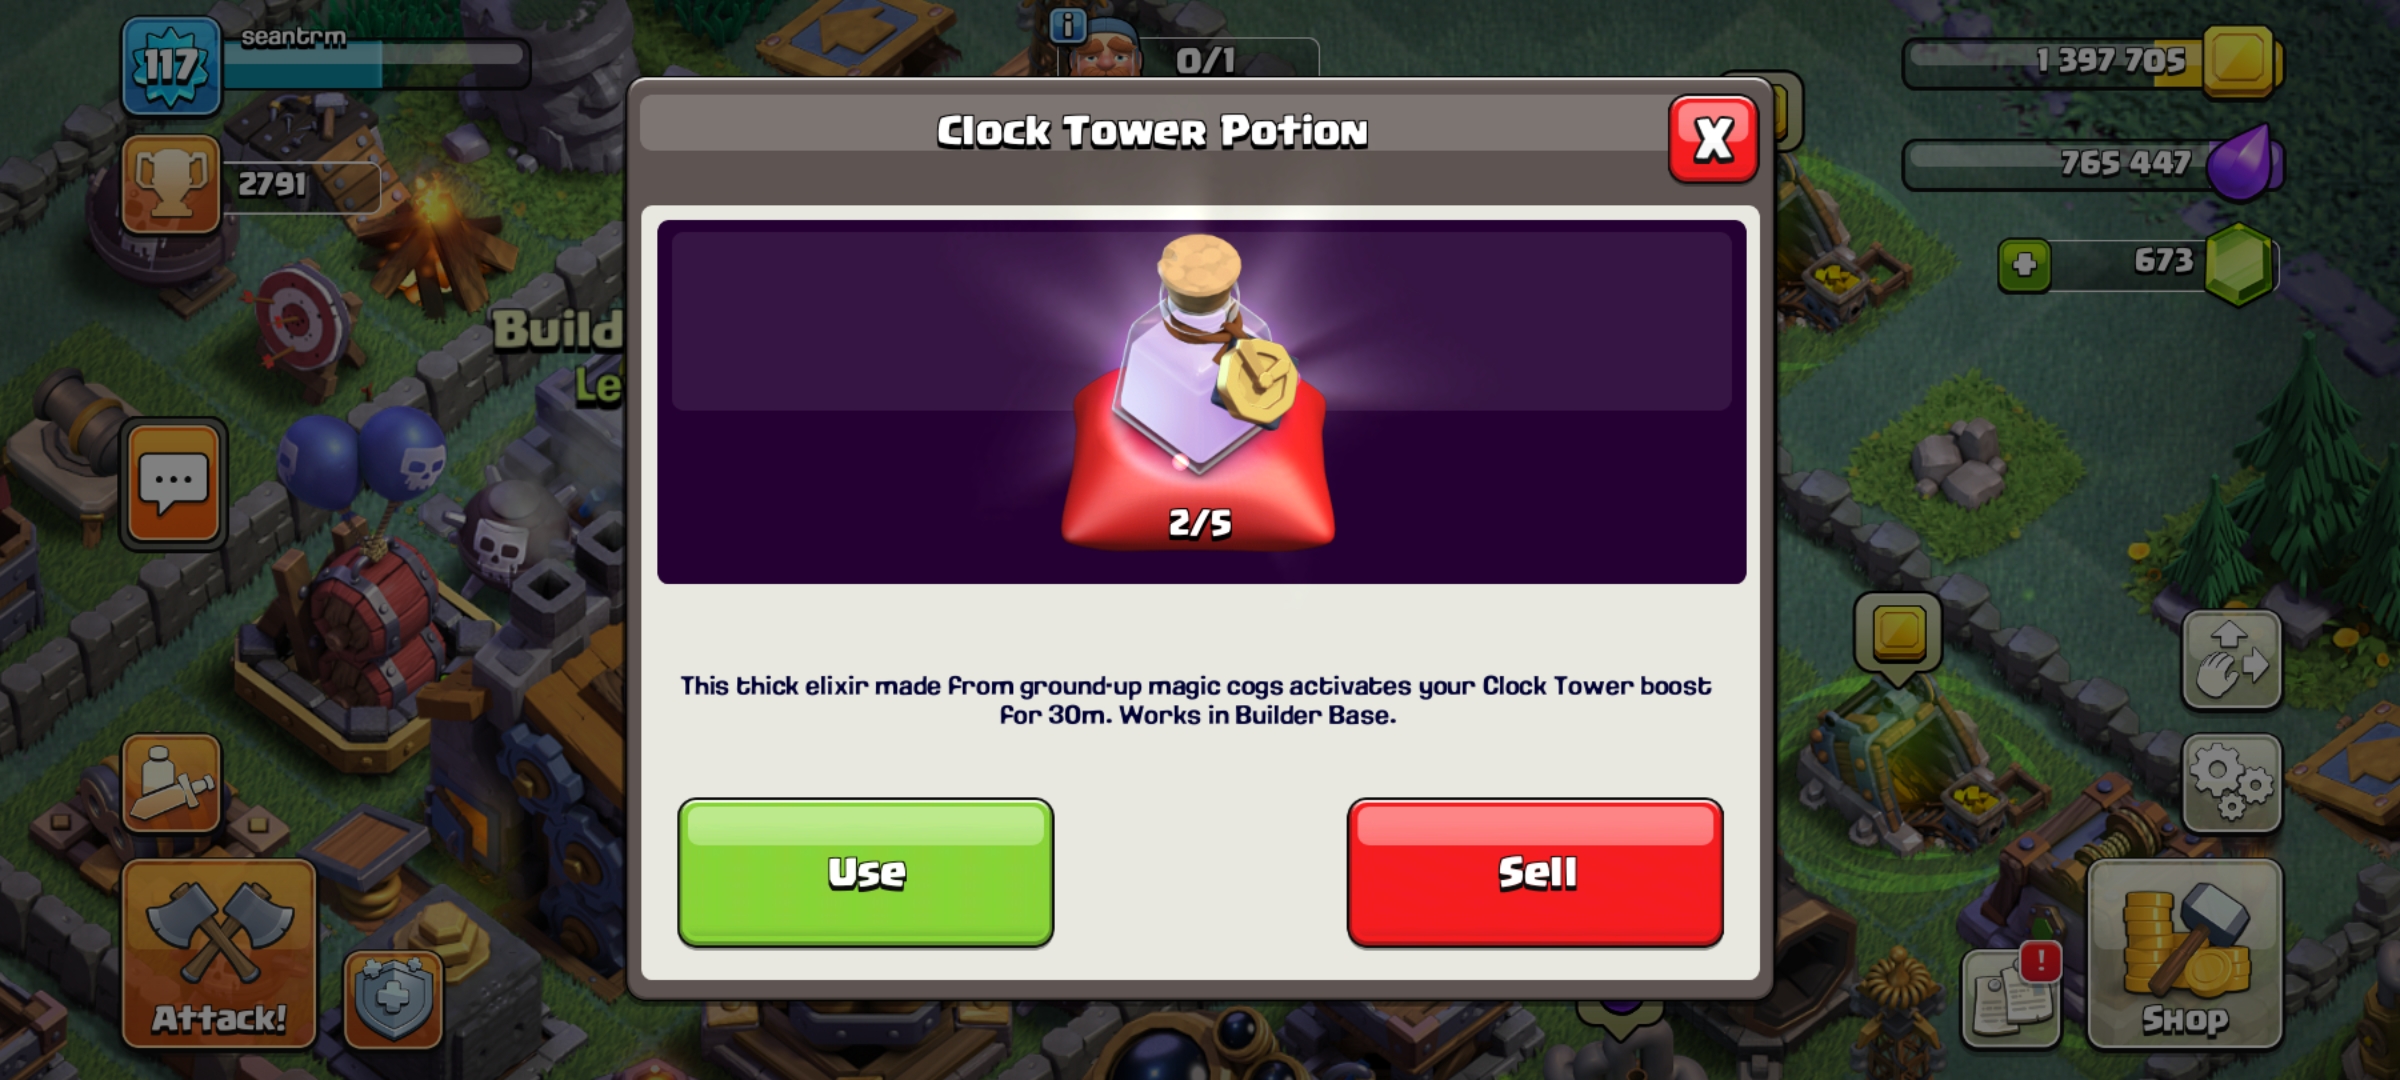 117
seantrm
i
0/1
1 397 705
2791
765 447
673
Clock Tower Potion
X
Build
Le
2/5
This thick elixir made from ground-up magic cogs activates your Clock Tower boost
for 30m. Works in Builder Base.
Use
Sell
Attack!
!
Shop